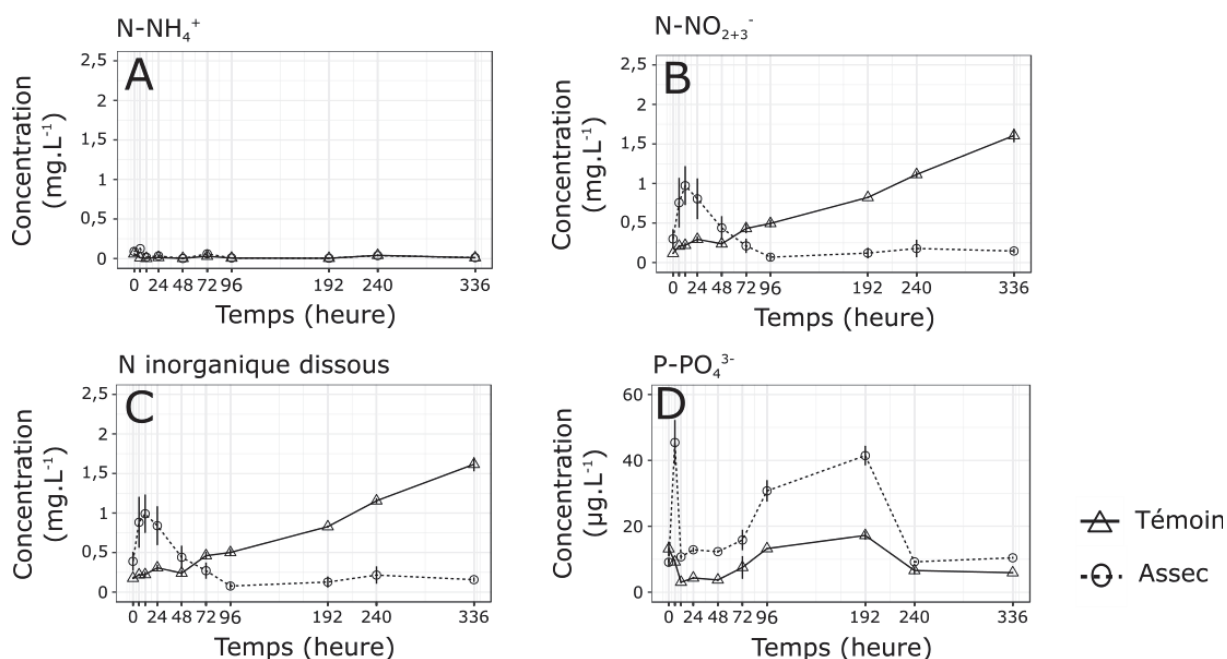 N-NH₄⁺
A
Concentration
(mg.L⁻¹)
2,5
2
1,5
1
0,5
0
0 24 48 72 96 192 240 336
Temps (heure)
N-NO₂₊₃⁻
B
Concentration
(mg.L⁻¹)
2,5
2
1,5
1
0,5
0
0 24 48 72 96 192 240 336
Temps (heure)
N inorganique dissous
C
Concentration
(mg.L⁻¹)
2,5
2
1,5
1
0,5
0
0 24 48 72 96 192 240 336
Temps (heure)
P-PO₄³⁻
D
Concentration
(µg.L⁻¹)
60
40
20
0
0 24 48 72 96 192 240 336
Temps (heure)
Témoin
Assec